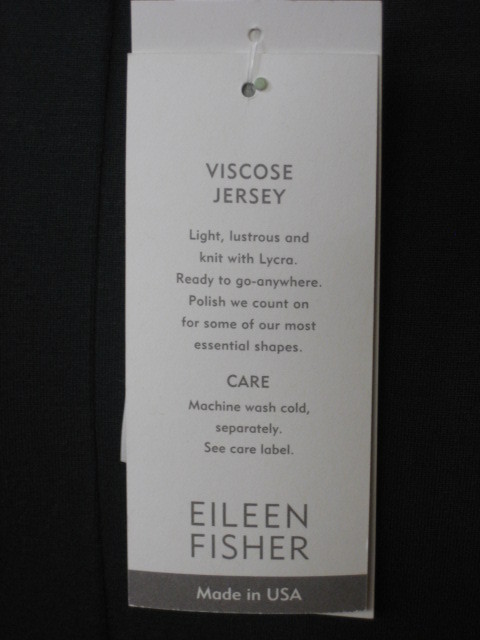 VISCOSE
JERSEY
Light, lustrous and
knit with Lycra.
Ready to go-anywhere.
Polish we count on
for some of our most
essential shapes.
CARE
Machine wash cold,
separately.
See care label.
EILEEN
FISHER
Made in USA